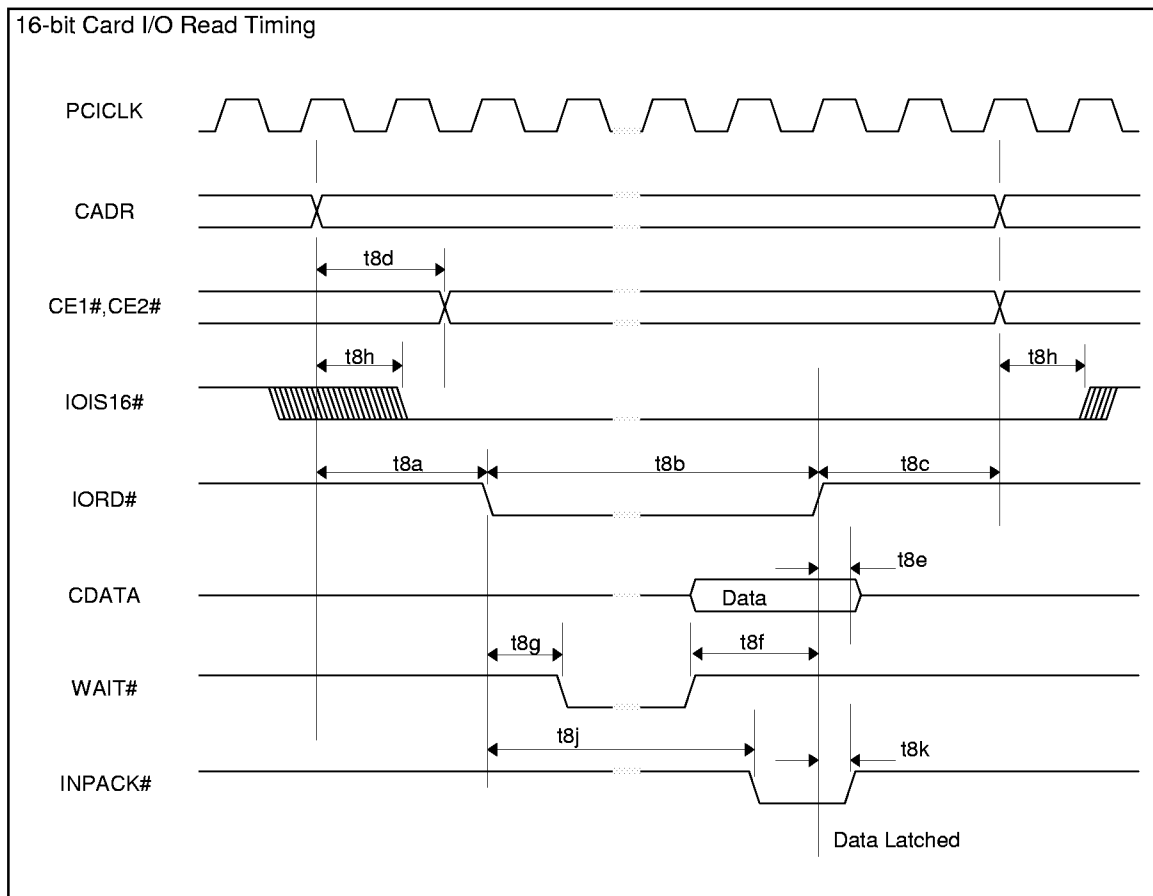 16-bit Card I/O Read Timing
PCICLK
CADR
t8d
CE1#,CE2#
t8h
t8h
IOIS16#
t8a
t8b
t8c
IORD#
t8e
CDATA
Data
t8g
t8f
WAIT#
t8j
t8k
INPACK#
Data Latched